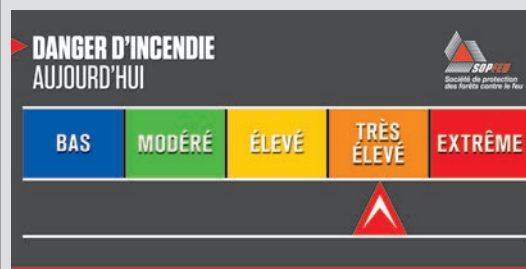 DANGER D'INCENDIE
AUJOURD'HUI
SOPFEU
Société de protection
des forêts contre le feu
BAS
MODÉRÉ
ÉLEVÉ
TRÈS
ÉLEVÉ
EXTRÊME